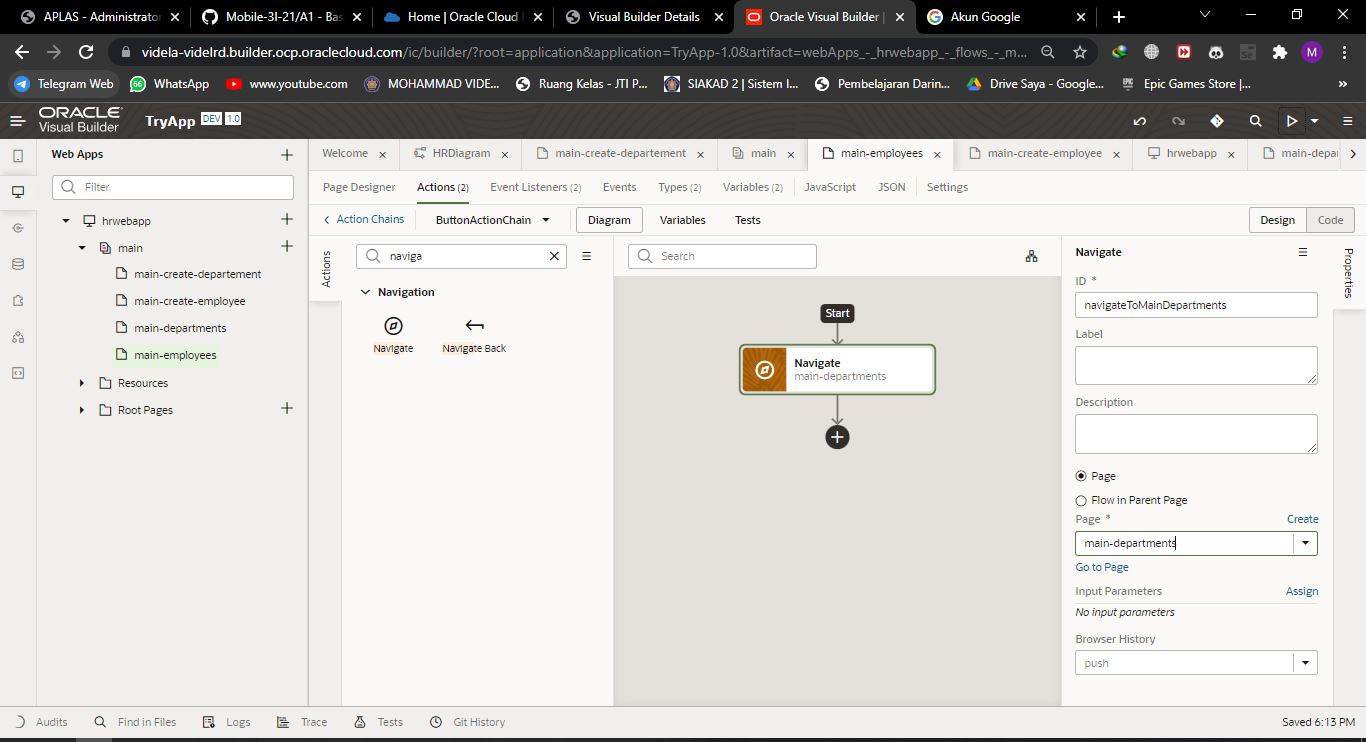 APLAS - Administrator
Mobile-3I-21/A1 - Bas
Home | Oracle Cloud
Visual Builder Details
Oracle Visual Builder |
Akun Google
videla-videlrd.builder.ocp.oraclecloud.com/ic/builder/?root=application&application=TryApp-1.0&artifact=webApps_-_hrwebapp_-_flows_-_m...
M
Telegram Web
66 WhatsApp
www.youtube.com
MOHAMMAD VIDE...
Ruang Kelas - JTI P...
SIAKAD 2 | Sistem I...
Pembelajaran Darin...
Drive Saya - Google...
Epic Games Store |...
ORACLE
Visual Builder
TryApp DEV 1.0
Web Apps
Filter
hrwebapp
main
main-create-departement
main-create-employee
main-departments
main-employees
Resources
Root Pages
Welcome
HRDiagram
main-create-departement
main
main-employees
main-create-employee
hrwebapp
main-depar
Page Designer
Actions (2)
Event Listeners (2)
Events
Types (2)
Variables (2)
JavaScript
JSON
Settings
Action Chains
ButtonActionChain
Diagram
Variables
Tests
Design
Code
Actions
naviga
Navigation
Navigate
Navigate Back
Search
Start
Navigate
main-departments
Navigate
Properties
ID *
navigateToMainDepartments
Label
Description
Page
Flow in Parent Page
Page *
Create
main-departments
Go to Page
Input Parameters
Assign
No input parameters
Browser History
push
Audits
Find in Files
Logs
Trace
Tests
Git History
Saved 6:13 PM